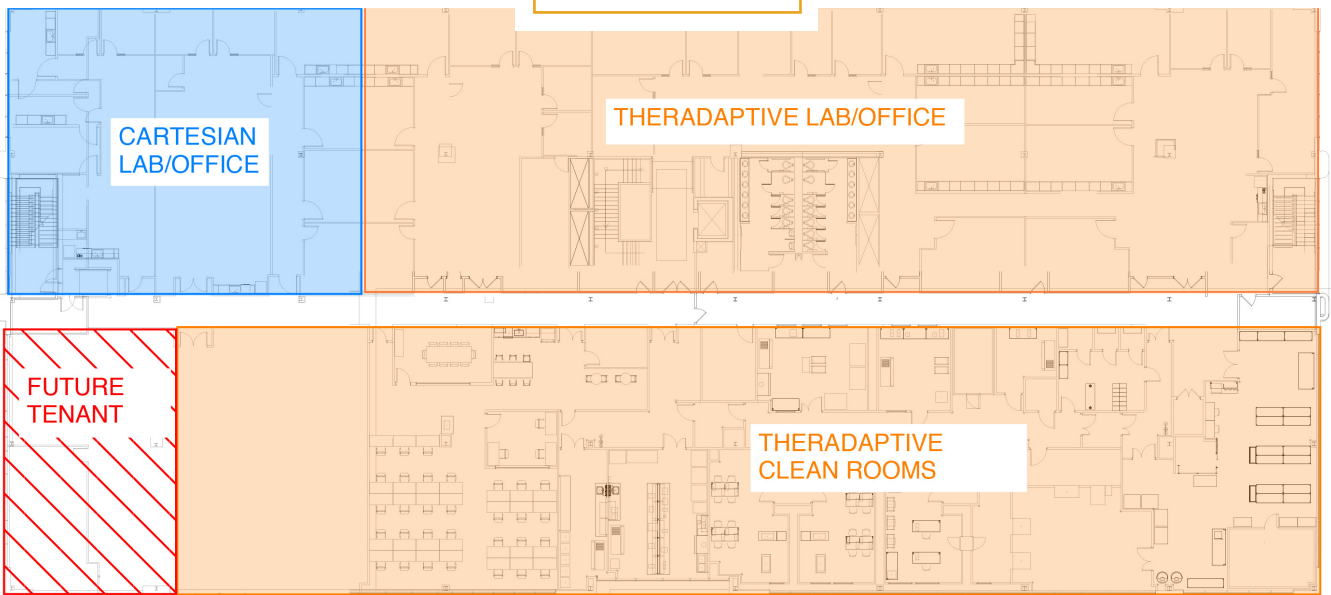 CARTESIAN
LAB/OFFICE
THERADAPTIVE LAB/OFFICE
FUTURE
TENANT
THERADAPTIVE
CLEAN ROOMS